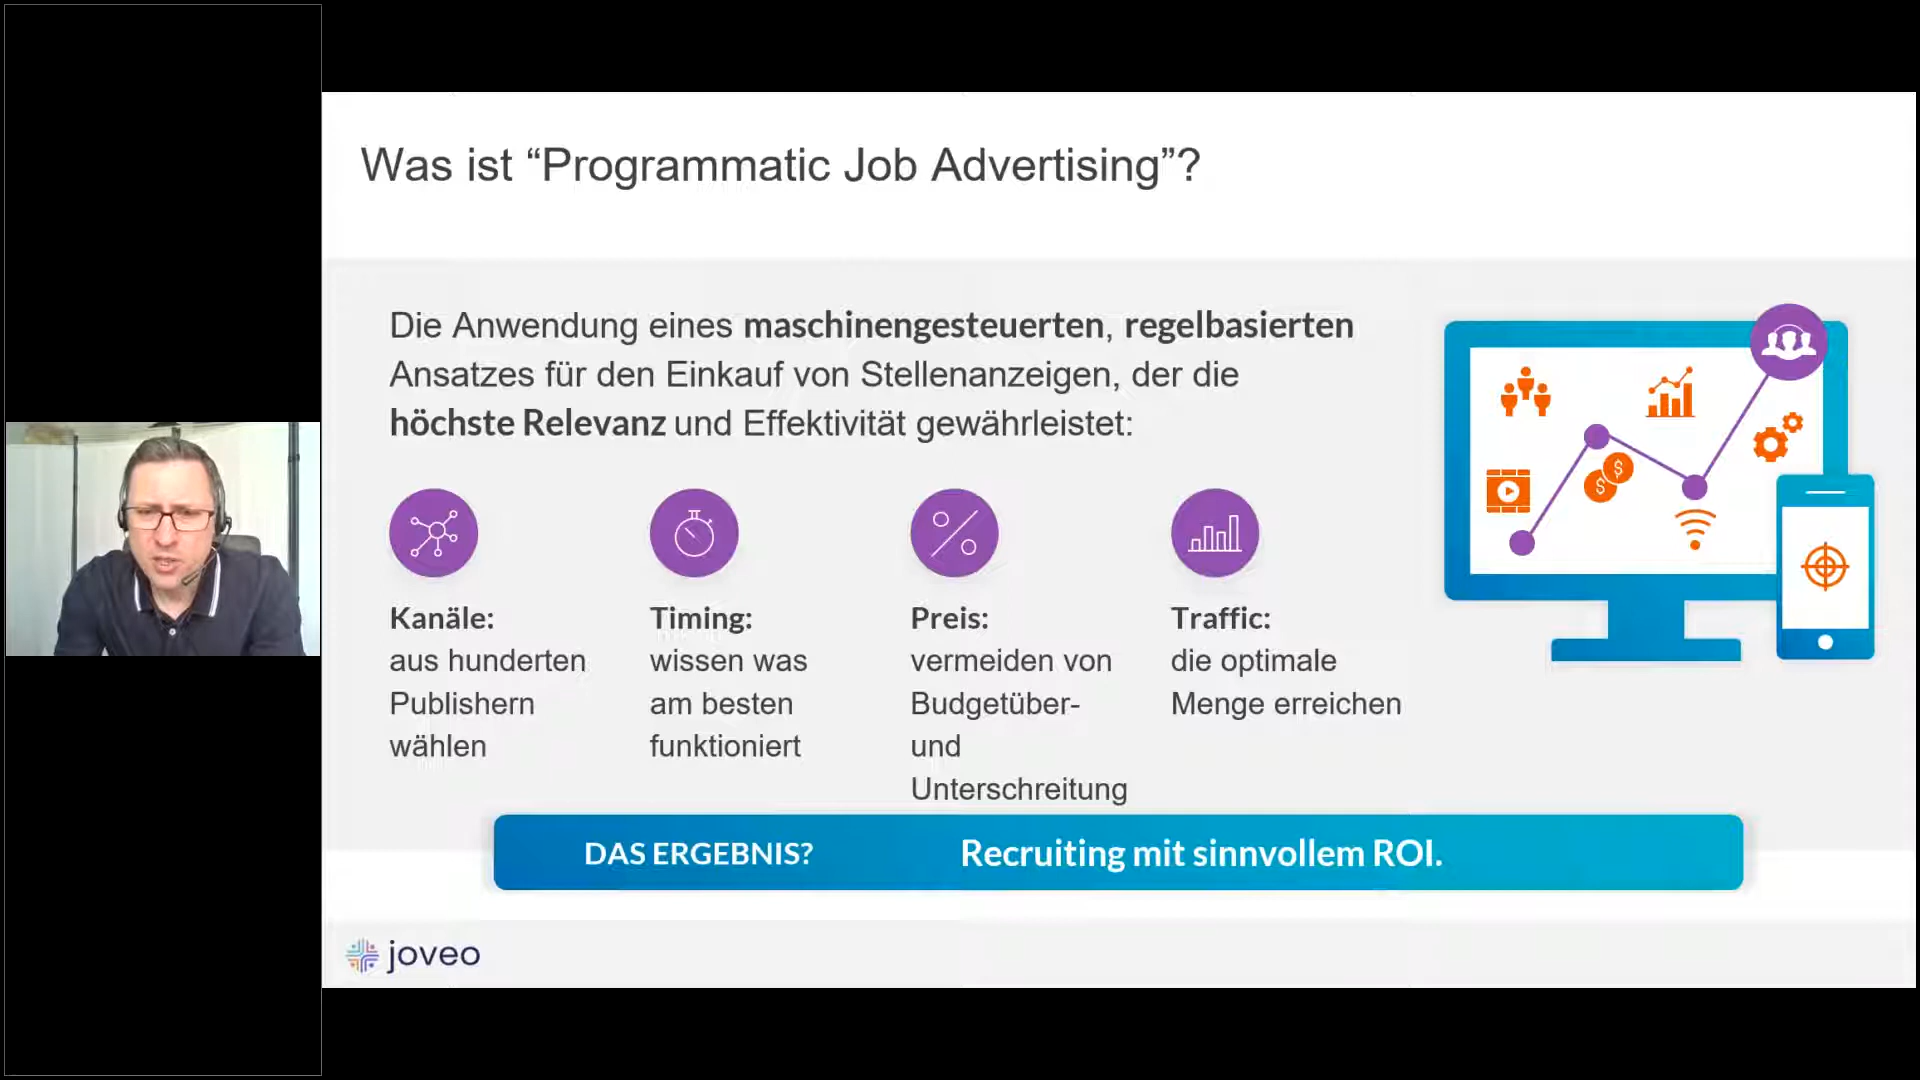 Was ist “Programmatic Job Advertising”?
Die Anwendung eines maschinengesteuerten, regelbasierten
Ansatzes für den Einkauf von Stellenanzeigen, der die
höchste Relevanz und Effektivität gewährleistet:
Kanäle:
aus hunderten
Publishern
wählen
Timing:
wissen was
am besten
funktioniert
Preis:
vermeiden von
Budgetüber-
und
Unterschreitung
Traffic:
die optimale
Menge erreichen
$
$
DAS ERGEBNIS? Recruiting mit sinnvollem ROI.
joveo